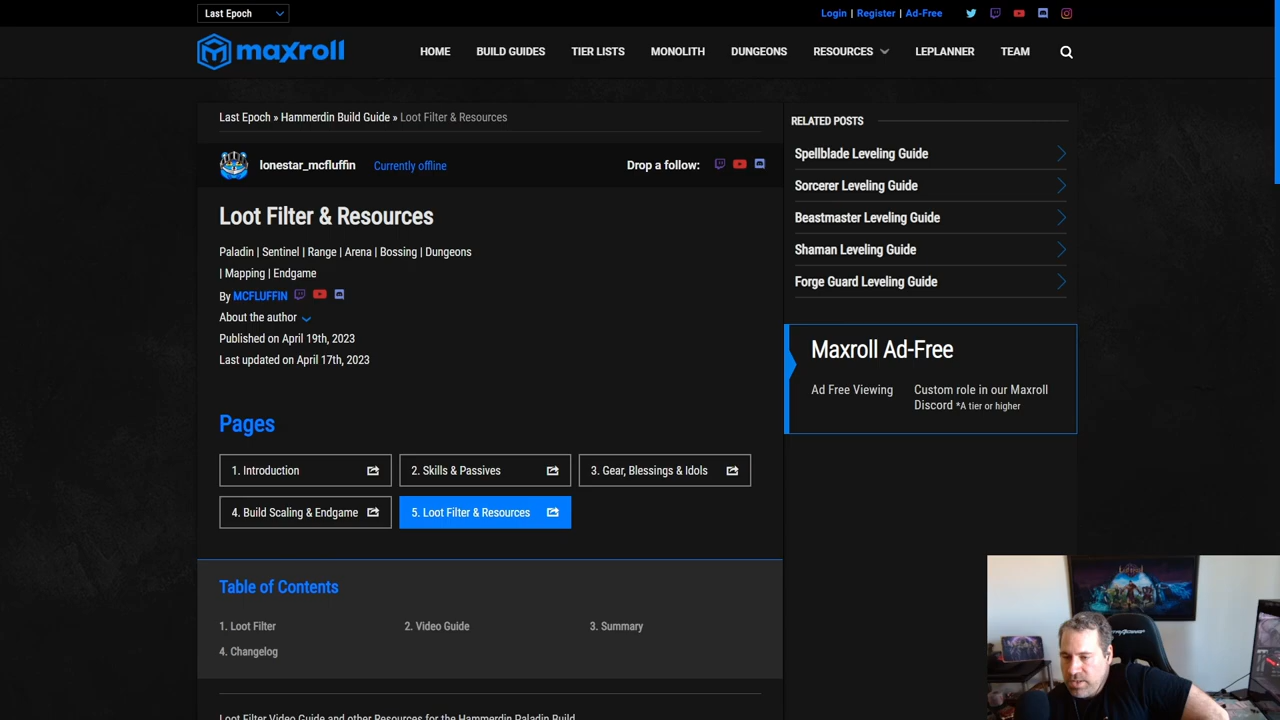 Last Epoch
Login | Register | Ad-Free
maxroll
HOME BUILD GUIDES TIER LISTS MONOLITH DUNGEONS RESOURCES LEPLANNER TEAM
Last Epoch » Hammerdin Build Guide » Loot Filter & Resources
lonestar_mcfluffin Currently offline Drop a follow:
Loot Filter & Resources
Paladin | Sentinel | Range | Arena | Bossing | Dungeons
| Mapping | Endgame
By MCFLUFFIN
About the author
Published on April 19th, 2023
Last updated on April 17th, 2023
Pages
1. Introduction 2. Skills & Passives 3. Gear, Blessings & Idols
4. Build Scaling & Endgame 5. Loot Filter & Resources
Table of Contents
1. Loot Filter 2. Video Guide 3. Summary
4. Changelog
Loot Filter Video Guide and other Resources for the Hammerdin Paladin Build
RELATED POSTS
Spellblade Leveling Guide
Sorcerer Leveling Guide
Beastmaster Leveling Guide
Shaman Leveling Guide
Forge Guard Leveling Guide
Maxroll Ad-Free
Ad Free Viewing Custom role in our Maxroll
Discord *A tier or higher